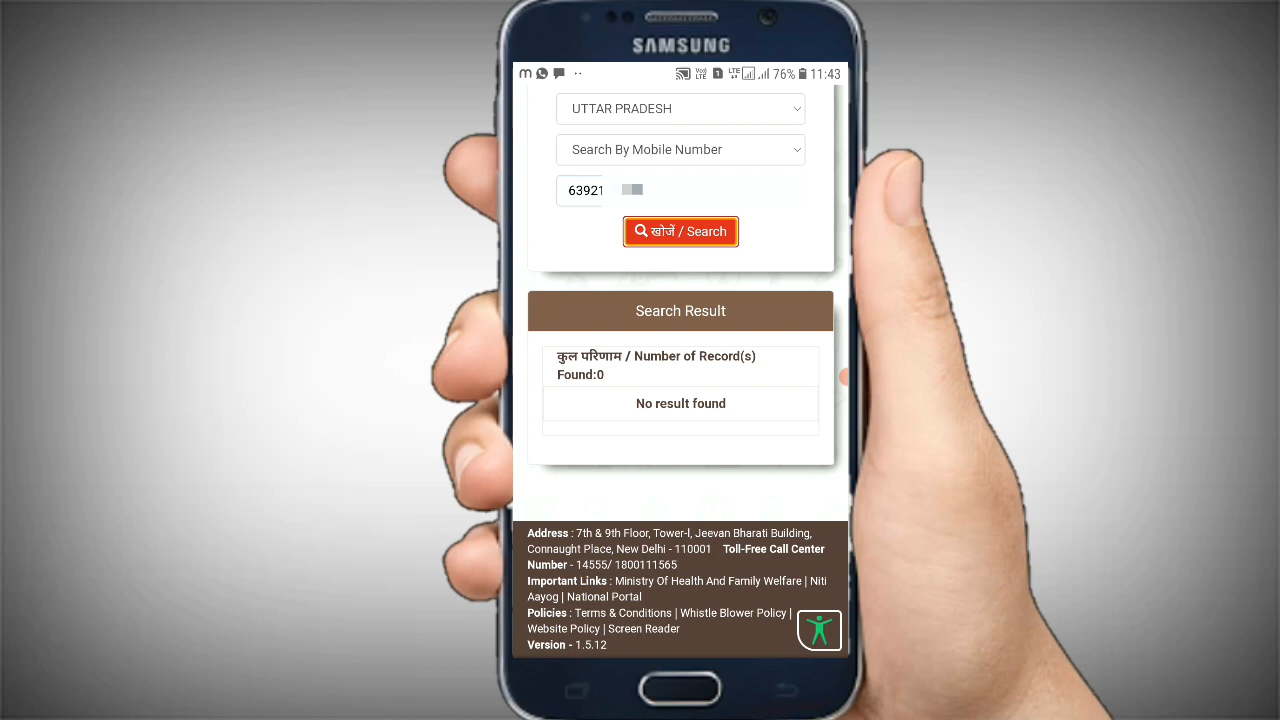 SAMSUNG
76% 11:43
UTTAR PRADESH
Search By Mobile Number
63921
खोजें / Search
Search Result
कुल परिणाम / Number of Record(s)
Found:0
No result found
Address : 7th & 9th Floor, Tower-l, Jeevan Bharati Building,
Connaught Place, New Delhi - 110001 Toll-Free Call Center
Number - 14555/ 1800111565
Important Links : Ministry Of Health And Family Welfare | Niti
Aayog | National Portal
Policies : Terms & Conditions | Whistle Blower Policy |
Website Policy | Screen Reader
Version - 1.5.12